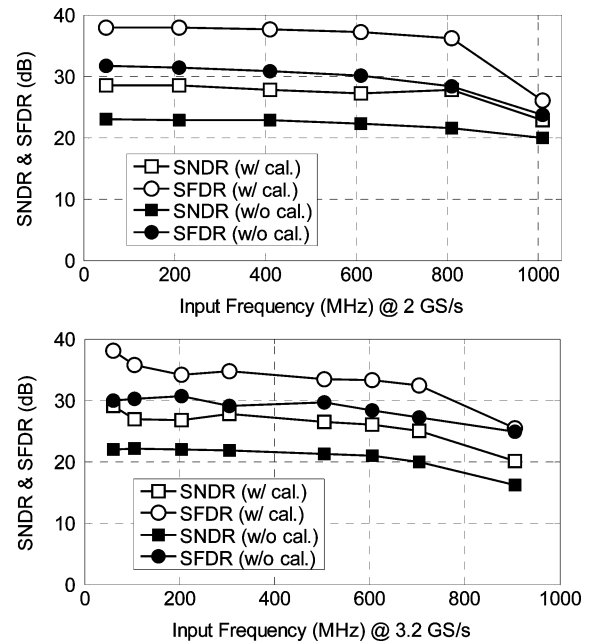 40
30
20
10
0
SNDR & SFDR (dB)
SNDR (w/ cal.)
SFDR (w/ cal.)
SNDR (w/o cal.)
SFDR (w/o cal.)
0 200 400 600 800 1000
Input Frequency (MHz) @ 2 GS/s
40
30
20
10
0
SNDR & SFDR (dB)
SNDR (w/ cal.)
SFDR (w/ cal.)
SNDR (w/o cal.)
SFDR (w/o cal.)
0 200 400 600 800 1000
Input Frequency (MHz) @ 3.2 GS/s